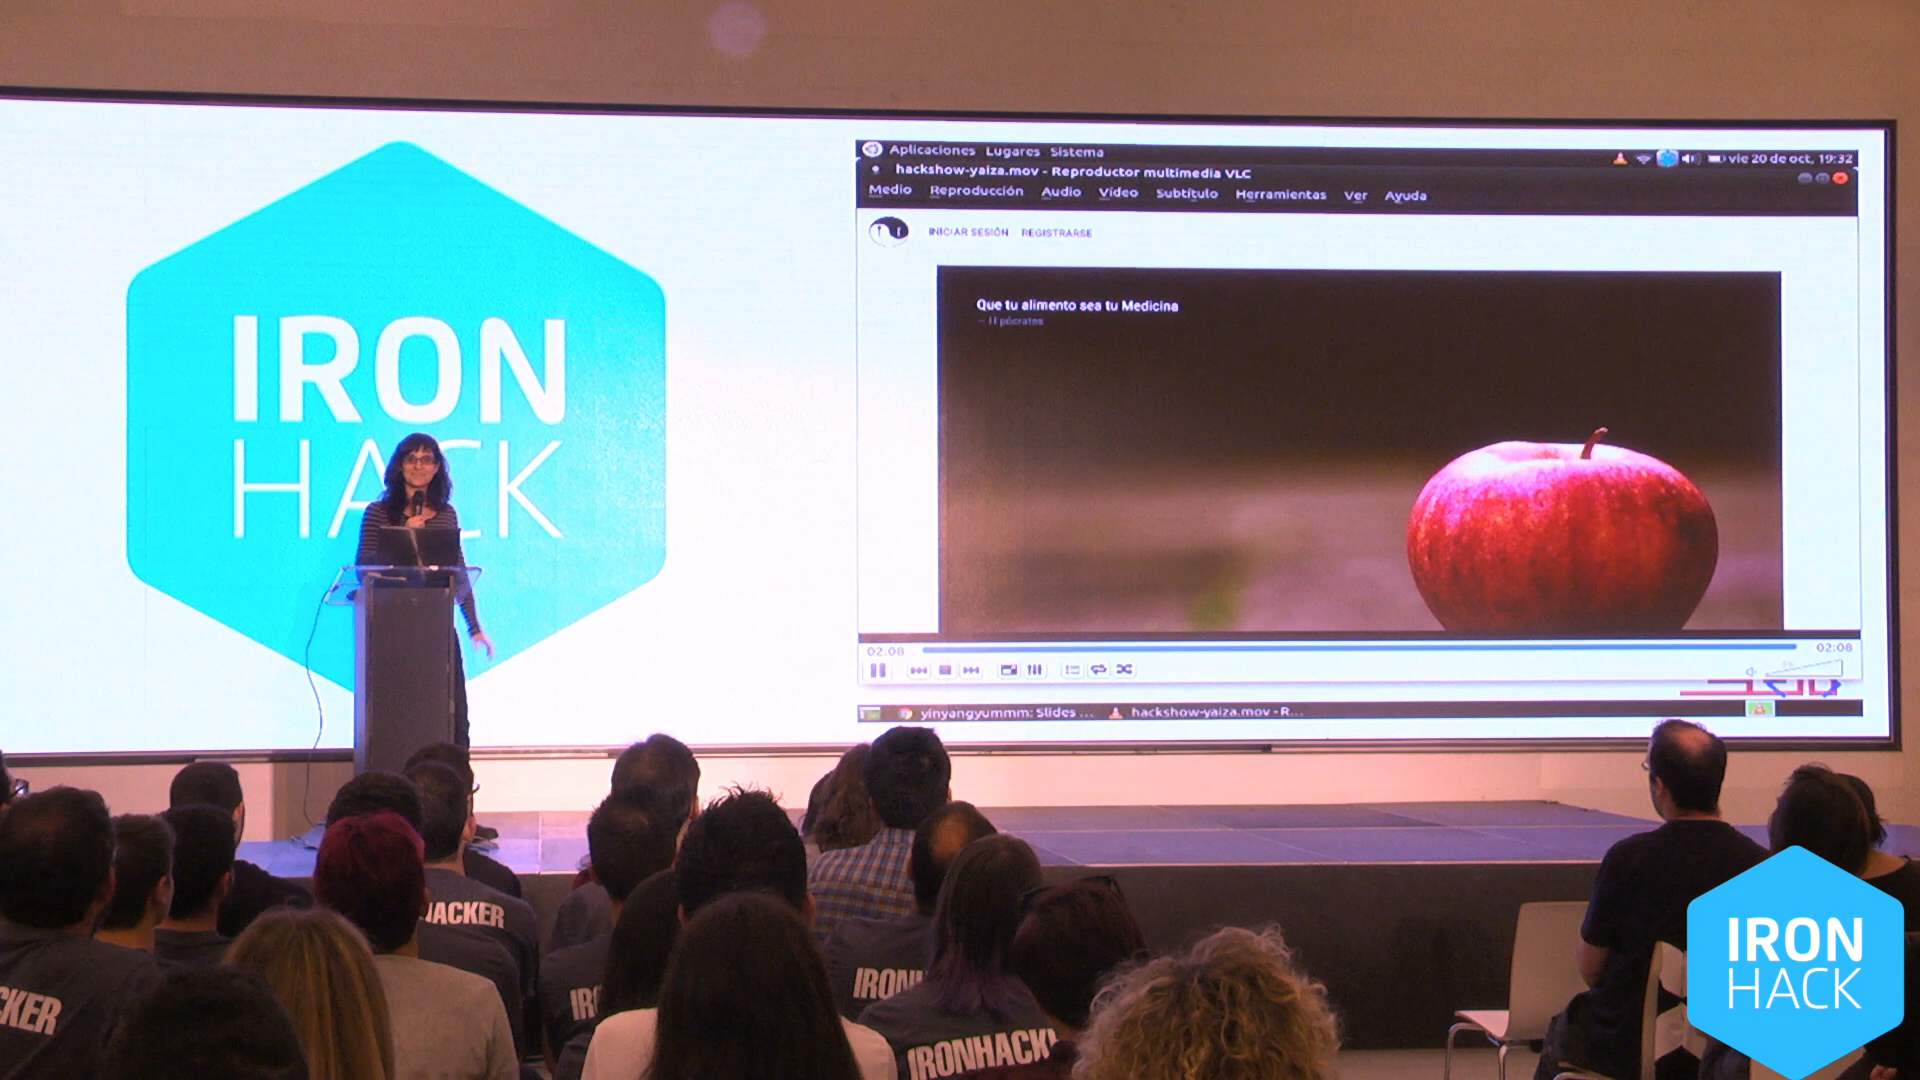 IRON
HACK
Aplicaciones Lugares Sistema
vie 20 de oct, 19:32
hackshow-yaiza.mov - Reproductor multimedia VLC
Medio Reproducción Audio Vídeo Subtítulo Herramientas Ver Ayuda
INICIAR SESIÓN REGISTRARSE
Que tu alimento sea tu Medicina
02:08
02:08
yinyangyummm: Slides ...
hackshow-yaiza.mov - R...
HACKER
CKER
IRONH
IRONHACK
IRON
HACK